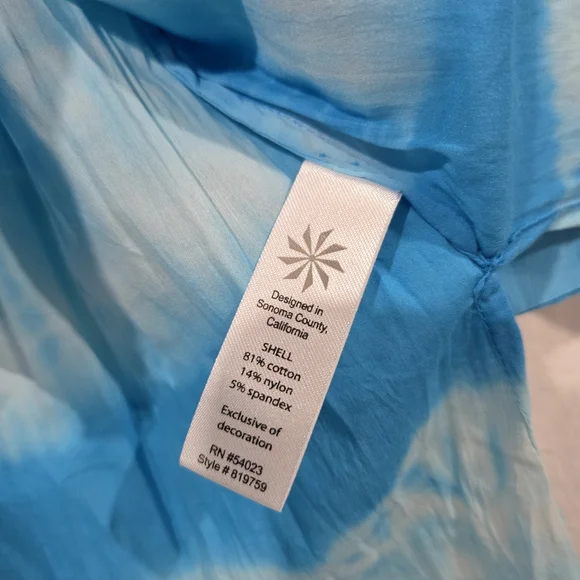 Designed in
Sonoma County,
California
SHELL
81% cotton
14% nylon
5% spandex
Exclusive of
decoration
RN #54023
Style # 819759